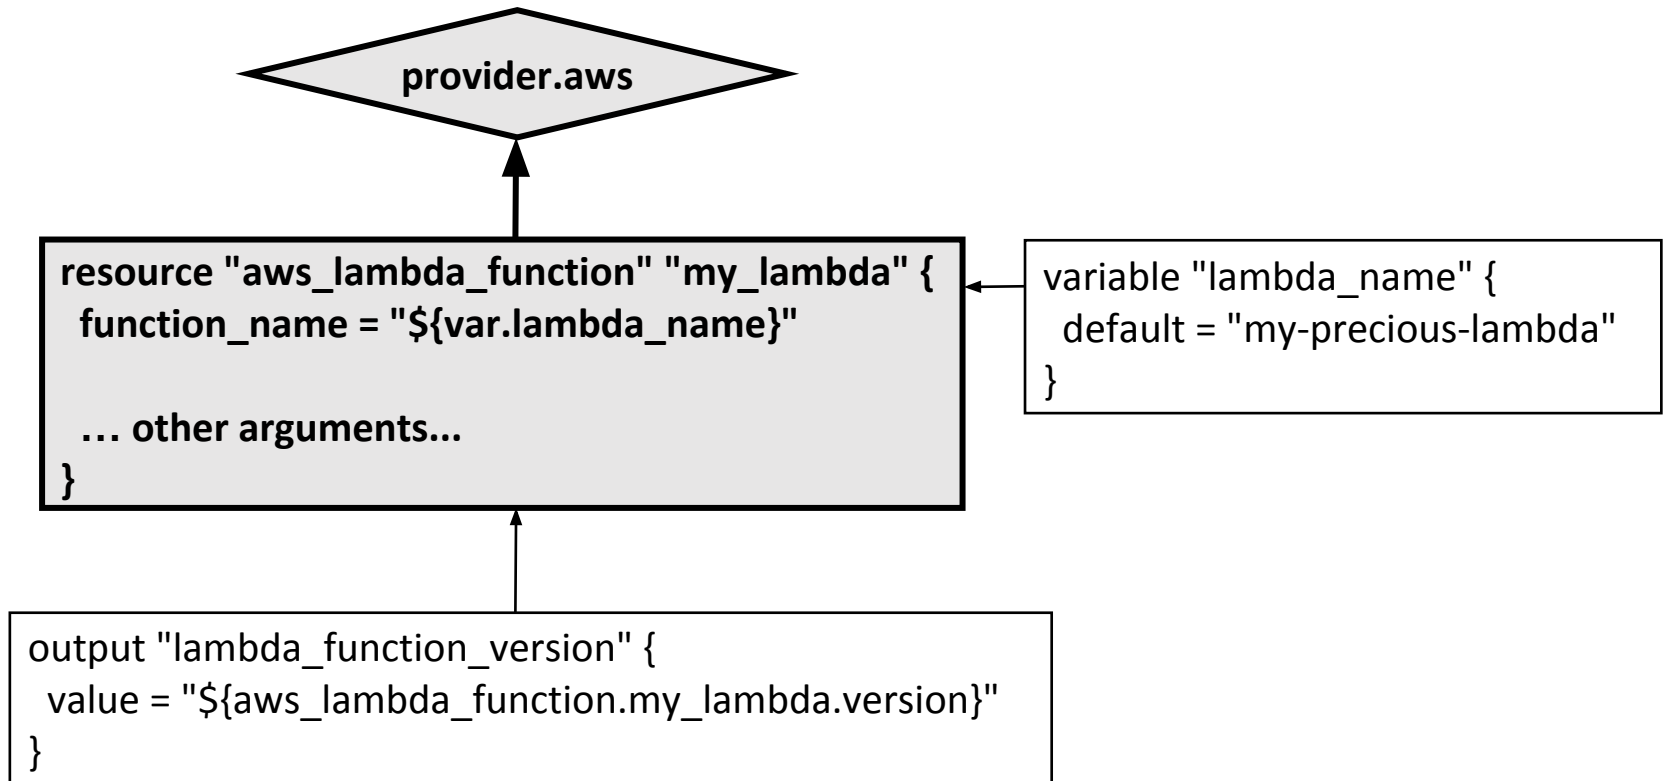 provider.aws
resource "aws_lambda_function" "my_lambda" {
function_name = "${var.lambda_name}"
… other arguments...
}
variable "lambda_name" {
default = "my-precious-lambda"
}
output "lambda_function_version" {
value = "${aws_lambda_function.my_lambda.version}"
}